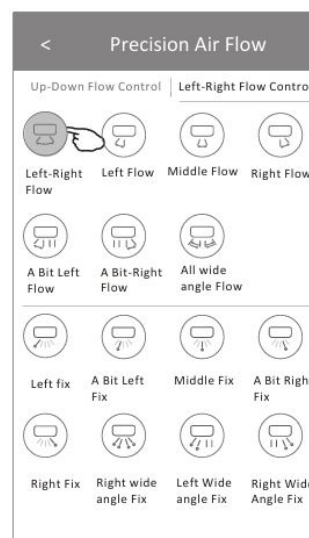 < Precision Air Flow
Up-Down Flow Control Left-Right Flow Contro
Left-Right Left Flow Middle Flow Right Flow
Flow
A Bit Left A Bit-Right All wide
Flow Flow angle Flow
Left fix A Bit Left Middle Fix A Bit Righ
Fix Fix
Right Fix Right wide Left Wide Right Wide
angle Fix angle Fix Angle Fix